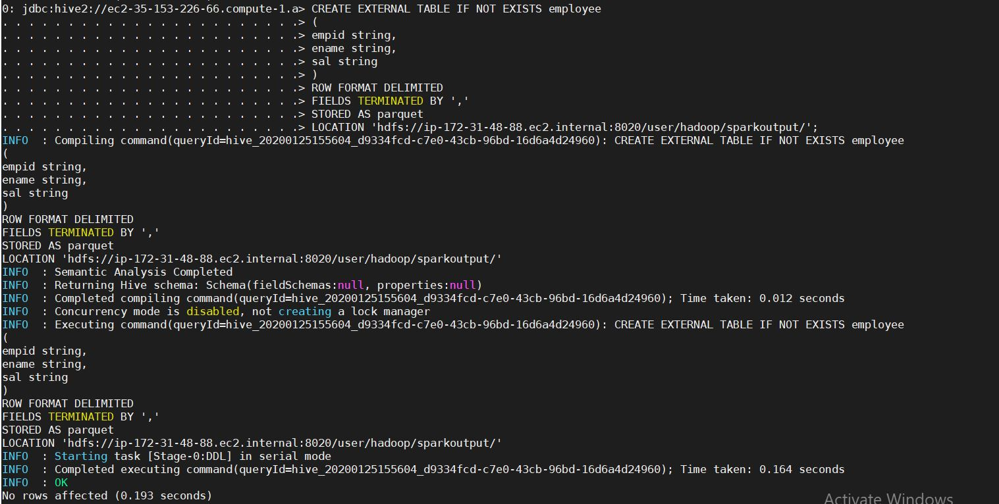 0: jdbc:hive2://ec2-35-153-226-66.compute-1.a> CREATE EXTERNAL TABLE IF NOT EXISTS employee
. . . . . . . . . . . . . . . . . . . . . . .> (
. . . . . . . . . . . . . . . . . . . . . . .> empid string,
. . . . . . . . . . . . . . . . . . . . . . .> ename string,
. . . . . . . . . . . . . . . . . . . . . . .> sal string
. . . . . . . . . . . . . . . . . . . . . . .> )
. . . . . . . . . . . . . . . . . . . . . . .> ROW FORMAT DELIMITED
. . . . . . . . . . . . . . . . . . . . . . .> FIELDS TERMINATED BY ','
. . . . . . . . . . . . . . . . . . . . . . .> STORED AS parquet
. . . . . . . . . . . . . . . . . . . . . . .> LOCATION 'hdfs://ip-172-31-48-88.ec2.internal:8020/user/hadoop/sparkoutput/';
INFO  : Compiling command(queryId=hive_20200125155604_d9334fcd-c7e0-43cb-96bd-16d6a4d24960): CREATE EXTERNAL TABLE IF NOT EXISTS employee
(
empid string,
ename string,
sal string
)
ROW FORMAT DELIMITED
FIELDS TERMINATED BY ','
STORED AS parquet
LOCATION 'hdfs://ip-172-31-48-88.ec2.internal:8020/user/hadoop/sparkoutput/'
INFO  : Semantic Analysis Completed
INFO  : Returning Hive schema: Schema(fieldSchemas:null, properties:null)
INFO  : Completed compiling command(queryId=hive_20200125155604_d9334fcd-c7e0-43cb-96bd-16d6a4d24960); Time taken: 0.012 seconds
INFO  : Concurrency mode is disabled, not creating a lock manager
INFO  : Executing command(queryId=hive_20200125155604_d9334fcd-c7e0-43cb-96bd-16d6a4d24960): CREATE EXTERNAL TABLE IF NOT EXISTS employee
(
empid string,
ename string,
sal string
)
ROW FORMAT DELIMITED
FIELDS TERMINATED BY ','
STORED AS parquet
LOCATION 'hdfs://ip-172-31-48-88.ec2.internal:8020/user/hadoop/sparkoutput/'
INFO  : Starting task [Stage-0:DDL] in serial mode
INFO  : Completed executing command(queryId=hive_20200125155604_d9334fcd-c7e0-43cb-96bd-16d6a4d24960); Time taken: 0.164 seconds
INFO  : OK
No rows affected (0.193 seconds)
Activate Windows